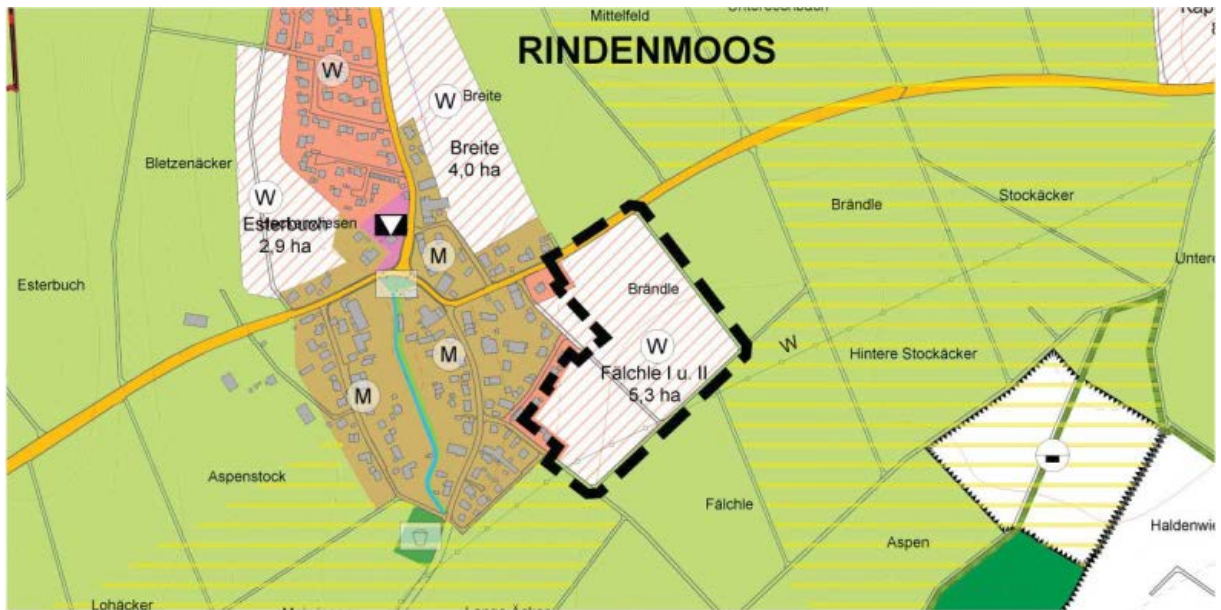 Mittelfeld
RINDENMOOS
W
W
Breite
Breite
4,0 ha
Bletzenäcker
W
Esterbuch
2,9 ha
Stockäcker
Brändle
M
Esterbuch
Brändle
W
Fälchle I u. II
5,3 ha
W
M
Hintere Stockäcker
M
Aspenstock
Fälchle
Aspen
Lohäcker